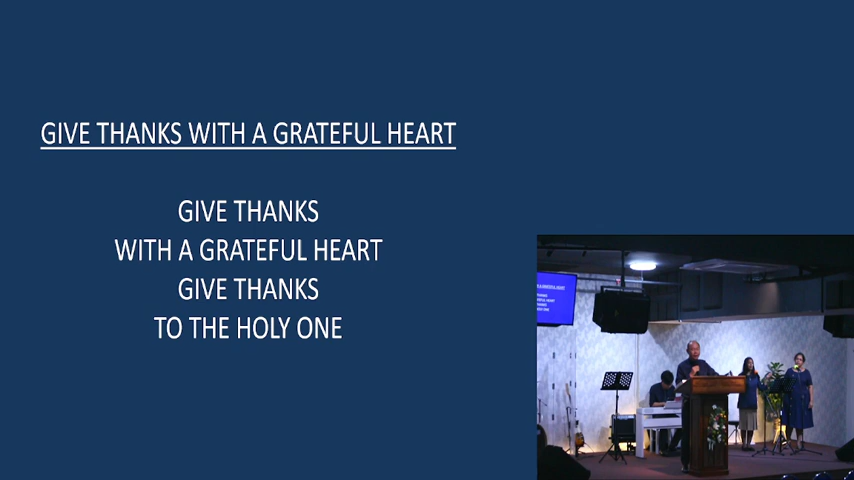 GIVE THANKS WITH A GRATEFUL HEART
GIVE THANKS
WITH A GRATEFUL HEART
GIVE THANKS
TO THE HOLY ONE